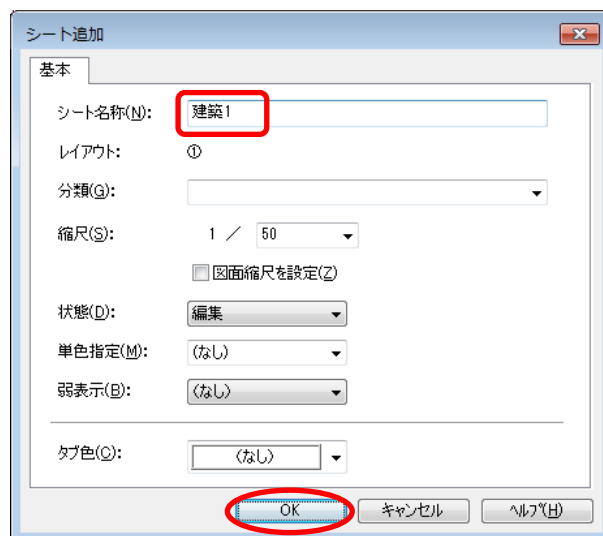 シート追加
基本
シート名称(N): 建築1
レイアウト: ①
分類(G):
縮尺(S): 1 ／ 50
図面縮尺を設定(Z)
状態(D): 編集
単色指定(M): (なし)
弱表示(B): (なし)
タブ色(C): (なし)
OK キャンセル ヘルプ(H)